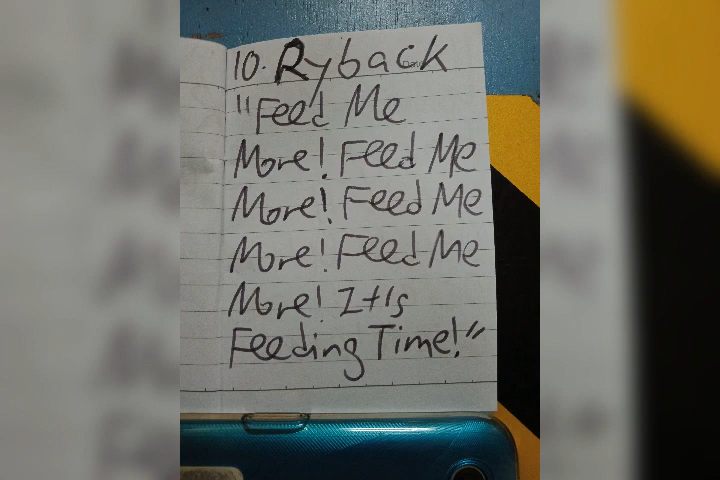 10. Ryback
"Feed Me
More! Feed Me
More! Feed Me
More! Feed Me
More! It's
Feeding Time!"